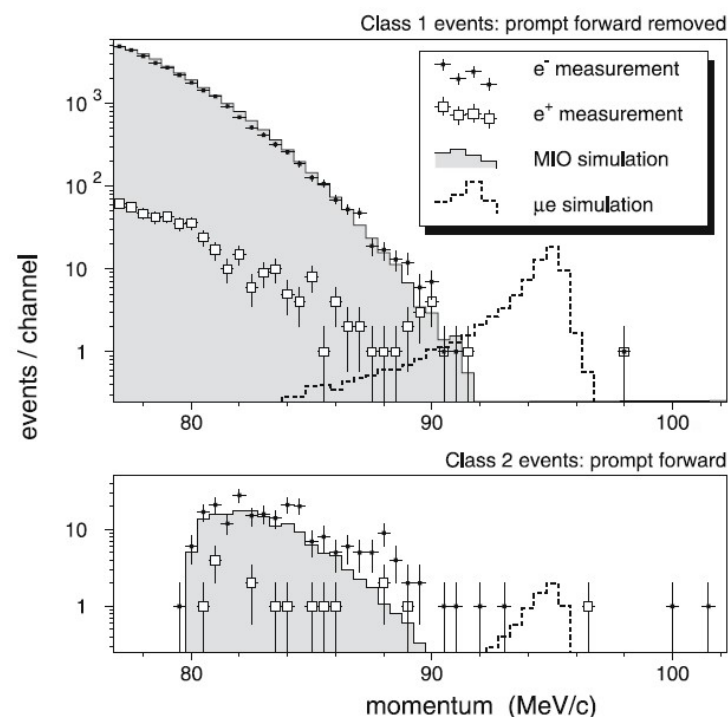 Class 1 events: prompt forward removed
e- measurement
e+ measurement
MIO simulation
μe simulation
10³
10²
10
1
events / channel
80
90
100
Class 2 events: prompt forward
10
1
80
90
100
momentum (MeV/c)